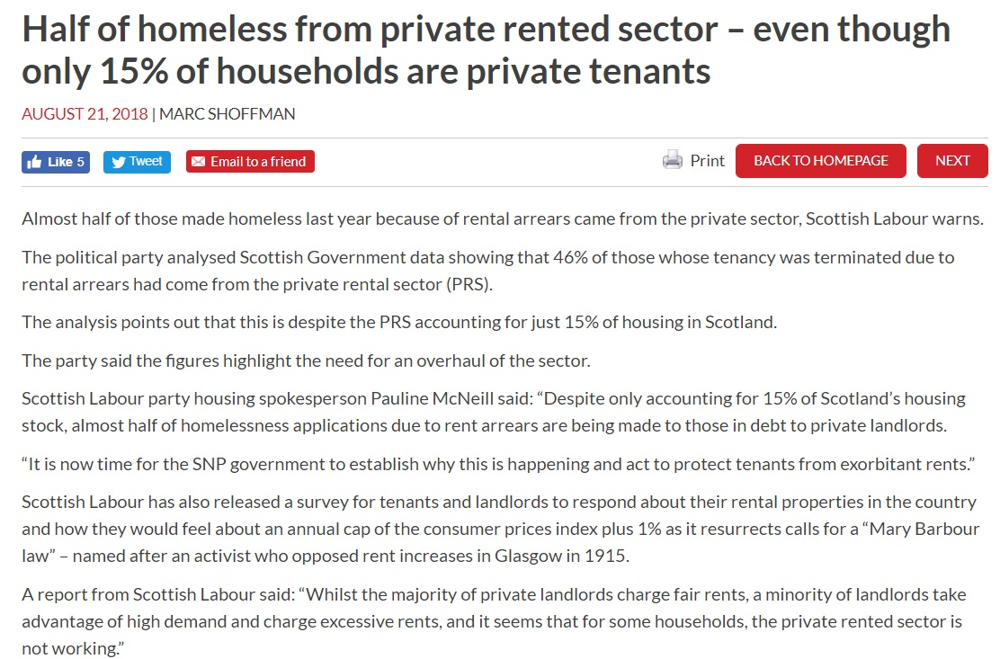 Half of homeless from private rented sector – even though
only 15% of households are private tenants
AUGUST 21, 2018 | MARC SHOFFMAN
Like 5 Tweet Email to a friend Print BACK TO HOMEPAGE NEXT
Almost half of those made homeless last year because of rental arrears came from the private sector, Scottish Labour warns.
The political party analysed Scottish Government data showing that 46% of those whose tenancy was terminated due to
rental arrears had come from the private rental sector (PRS).
The analysis points out that this is despite the PRS accounting for just 15% of housing in Scotland.
The party said the figures highlight the need for an overhaul of the sector.
Scottish Labour party housing spokesperson Pauline McNeill said: “Despite only accounting for 15% of Scotland’s housing
stock, almost half of homelessness applications due to rent arrears are being made to those in debt to private landlords.
“It is now time for the SNP government to establish why this is happening and act to protect tenants from exorbitant rents.”
Scottish Labour has also released a survey for tenants and landlords to respond about their rental properties in the country
and how they would feel about an annual cap of the consumer prices index plus 1% as it resurrects calls for a “Mary Barbour
law” – named after an activist who opposed rent increases in Glasgow in 1915.
A report from Scottish Labour said: “Whilst the majority of private landlords charge fair rents, a minority of landlords take
advantage of high demand and charge excessive rents, and it seems that for some households, the private rented sector is
not working.”